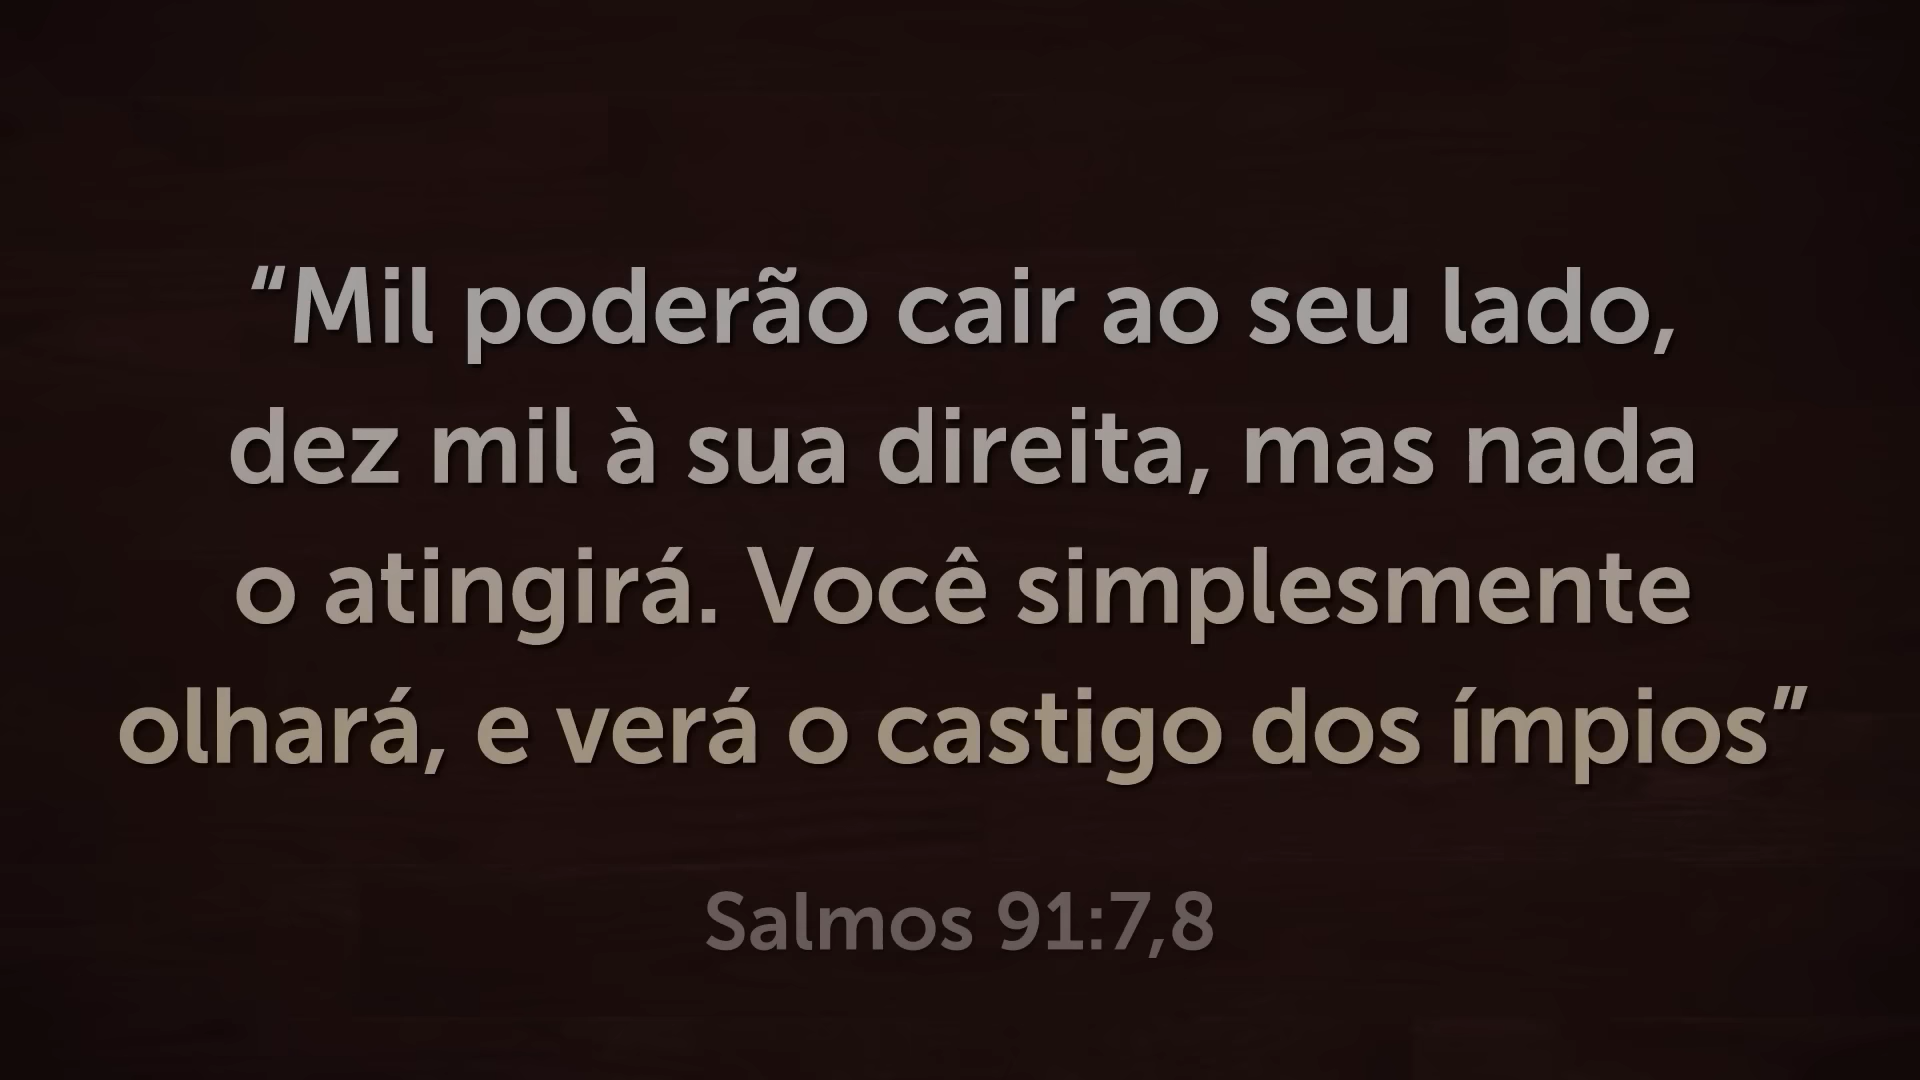 “Mil poderão cair ao seu lado,
dez mil à sua direita, mas nada
o atingirá. Você simplesmente
olhará, e verá o castigo dos ímpios”
Salmos 91:7,8